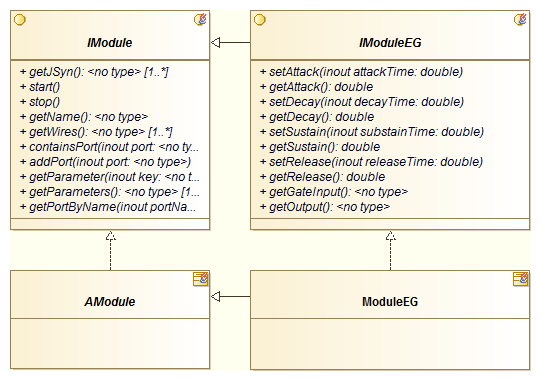 IModule
+ getJSyn(): <no type> [1..*]
+ start()
+ stop()
+ getName(): <no type>
+ getWires(): <no type> [1..*]
+ containsPort(inout port: <no ty...
+ addPort(inout port: <no type>)
+ getParameter(inout key: <no t...
+ getParameters(): <no type> [1...
+ getPortByName(inout portNa...
IModuleEG
+ setAttack(inout attackTime: double)
+ getAttack(): double
+ setDecay(inout decayTime: double)
+ getDecay(): double
+ setSustain(inout substainTime: double)
+ getSustain(): double
+ setRelease(inout releaseTime: double)
+ getRelease(): double
+ getGateInput(): <no type>
+ getOutput(): <no type>
AModule
ModuleEG